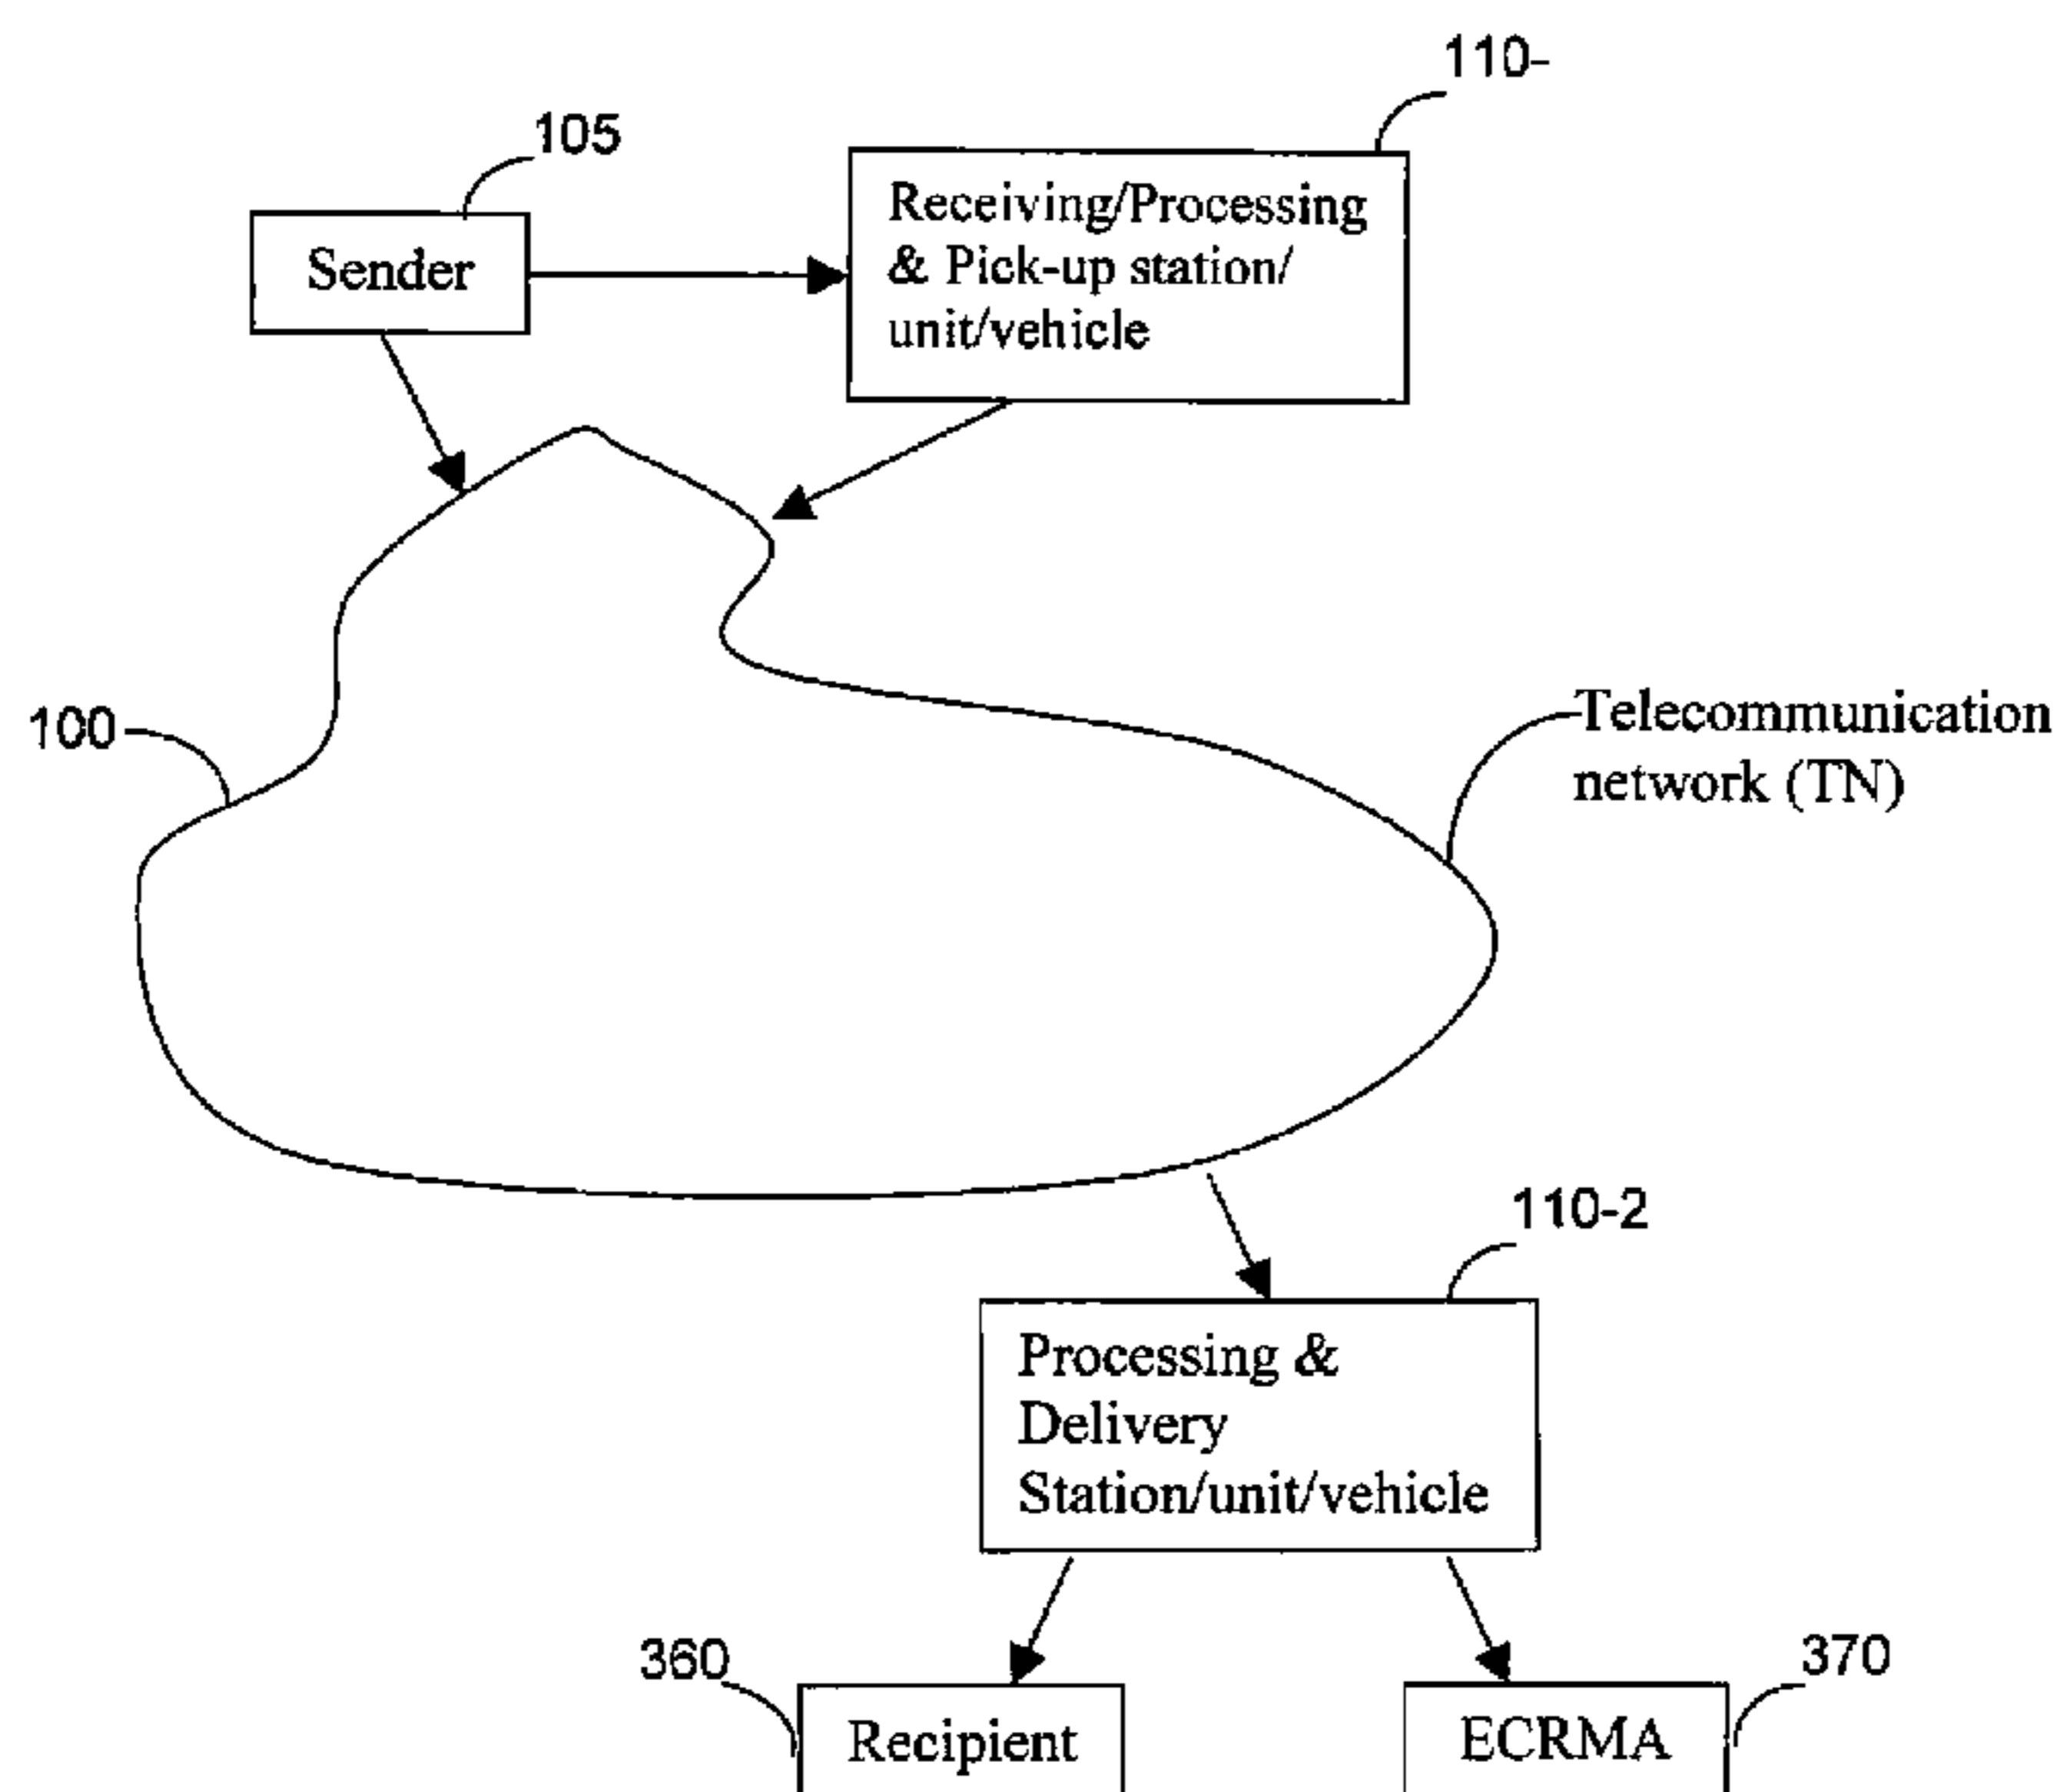 110-
105
Receiving/Processing
& Pick-up station/
unit/vehicle
Sender
100
Telecommunication
network (TN)
110-2
Processing &
Delivery
Station/unit/vehicle
360
370
Recipient
ECRMA